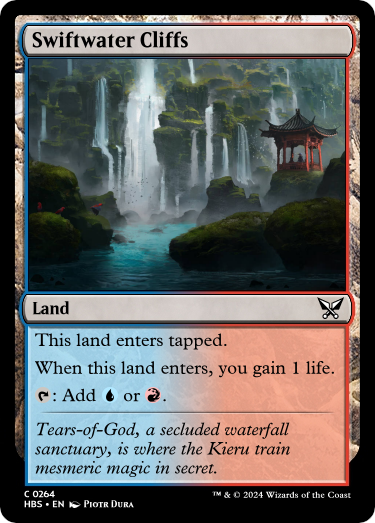 Swiftwater Cliffs
Land
This land enters tapped.
When this land enters, you gain 1 life.
: Add or .
Tears-of-God, a secluded waterfall
sanctuary, is where the Kieru train
mesmeric magic in secret.
C 0264
HBS • EN Piotr Dura
™ & © 2024 Wizards of the Coast